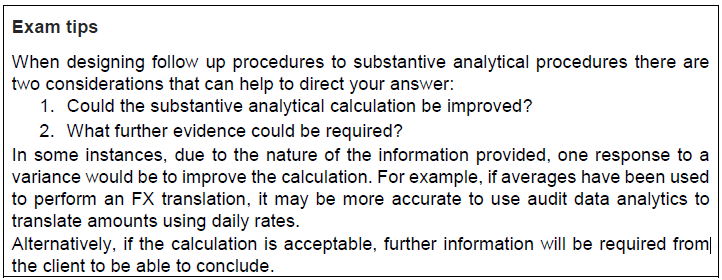 Exam tips
When designing follow up procedures to substantive analytical procedures there are
two considerations that can help to direct your answer:
1. Could the substantive analytical calculation be improved?
2. What further evidence could be required?
In some instances, due to the nature of the information provided, one response to a
variance would be to improve the calculation. For example, if averages have been used
to perform an FX translation, it may be more accurate to use audit data analytics to
translate amounts using daily rates.
Alternatively, if the calculation is acceptable, further information will be required from
the client to be able to conclude.